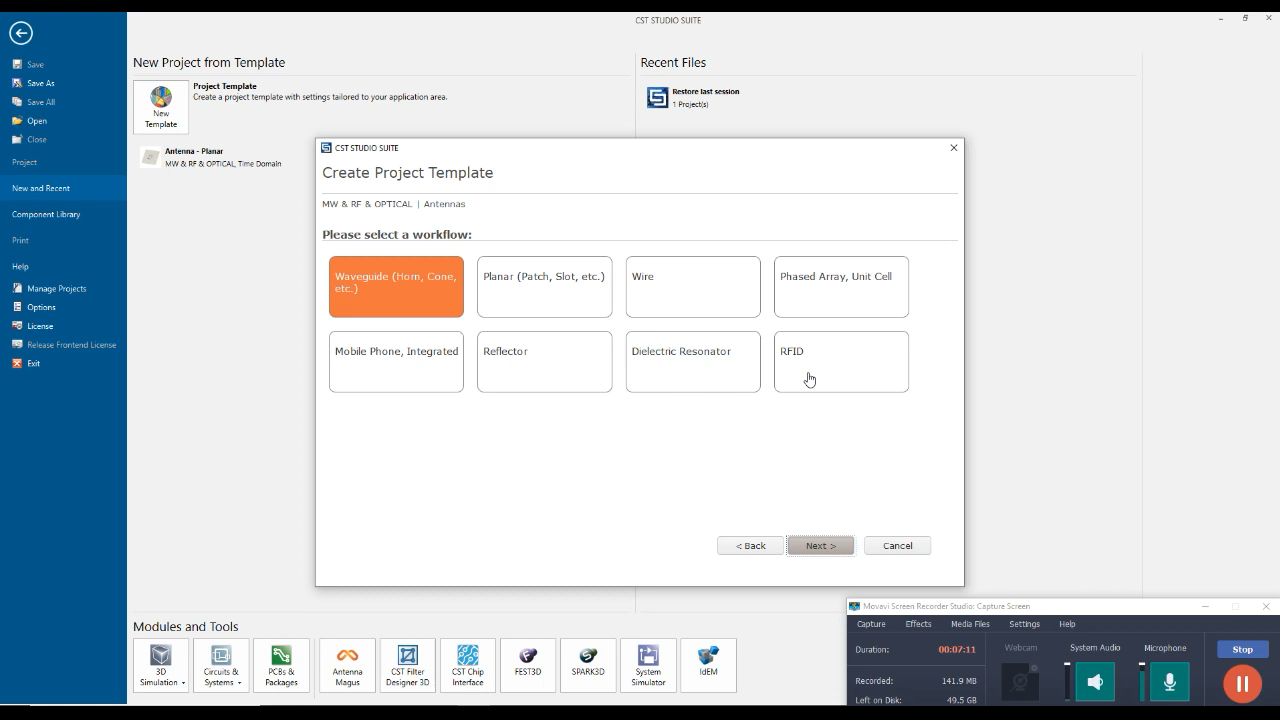 CST STUDIO SUITE
Save
Save As
Save All
Open
Close
Project
New and Recent
Component Library
Print
Help
Manage Projects
Options
License
Release Frontend License
Exit
New Project from Template
New
Template
Project Template
Create a project template with settings tailored to your application area.
Antenna - Planar
MW & RF & OPTICAL, Time Domain
Recent Files
Restore last session
1 Project(s)
CST STUDIO SUITE
Create Project Template
MW & RF & OPTICAL | Antennas
Please select a workflow:
Waveguide (Horn, Cone,
etc.)
Planar (Patch, Slot, etc.)
Wire
Phased Array, Unit Cell
Mobile Phone, Integrated
Reflector
Dielectric Resonator
RFID
< Back
Next >
Cancel
Modules and Tools
3D
Simulation
Circuits &
Systems
PCBs &
Packages
Antenna
Magus
CST Filter
Designer 3D
CST Chip
Interface
FEST3D
SPARK3D
System
Simulator
IdEM
Movavi Screen Recorder Studio: Capture Screen
Capture
Effects
Media Files
Settings
Help
Duration:
00:07:11
Recorded:
141.9 MB
Left on Disk:
49.5 GB
Webcam
System Audio
Microphone
Stop